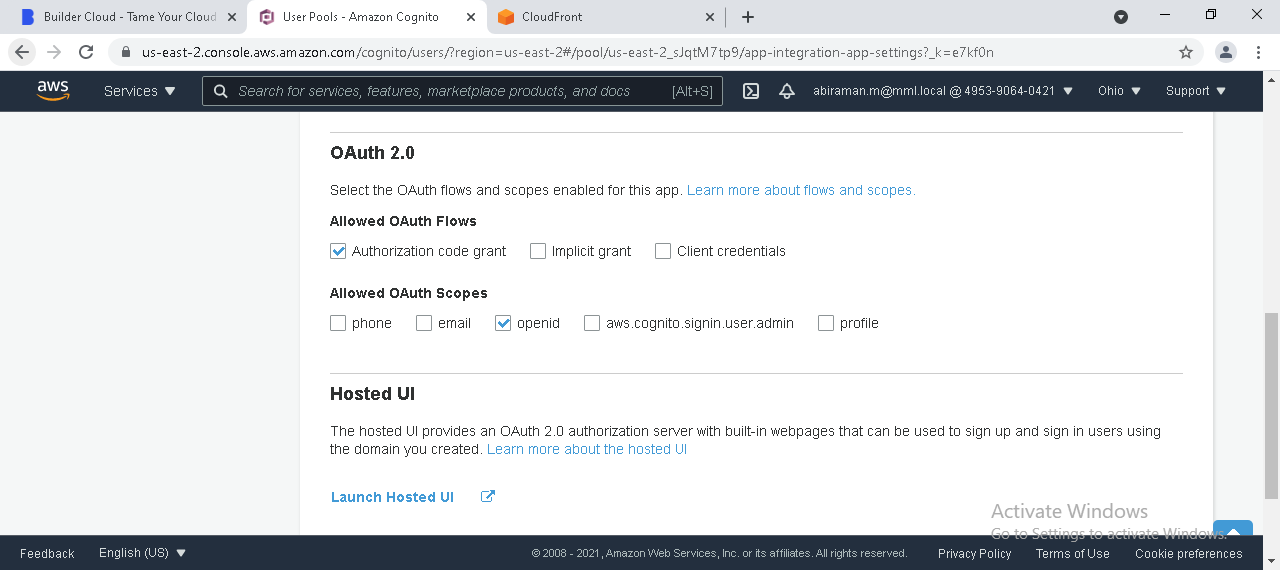 Builder Cloud - Tame Your Cloud
User Pools - Amazon Cognito
CloudFront
us-east-2.console.aws.amazon.com/cognito/users/?region=us-east-2#/pool/us-east-2_sJqtM7tp9/app-integration-app-settings?_k=e7kf0n
aws
Services
Search for services, features, marketplace products, and docs
[Alt+S]
abiraman.m@mml.local @ 4953-9064-0421
Ohio
Support
OAuth 2.0
Select the OAuth flows and scopes enabled for this app. Learn more about flows and scopes.
Allowed OAuth Flows
Authorization code grant
Implicit grant
Client credentials
Allowed OAuth Scopes
phone
email
openid
aws.cognito.signin.user.admin
profile
Hosted UI
The hosted UI provides an OAuth 2.0 authorization server with built-in webpages that can be used to sign up and sign in users using
the domain you created. Learn more about the hosted UI
Launch Hosted UI
Activate Windows
Go to Settings to activate Windows.
Feedback
English (US)
© 2008 - 2021, Amazon Web Services, Inc. or its affiliates. All rights reserved.
Privacy Policy
Terms of Use
Cookie preferences